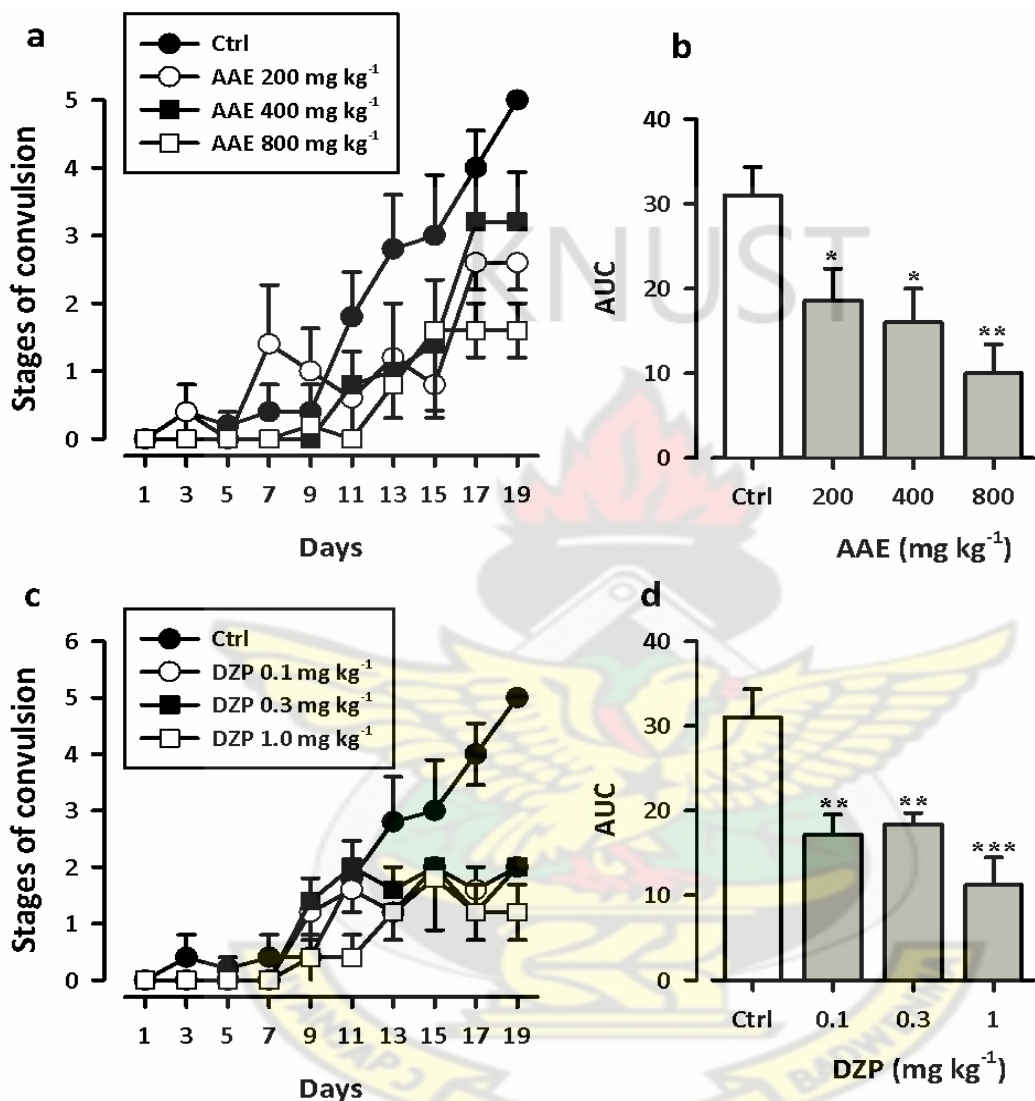 a
Ctrl
AAE 200 mg kg⁻¹
AAE 400 mg kg⁻¹
AAE 800 mg kg⁻¹
Stages of convulsion
5
4
3
2
1
0
1 3 5 7 9 11 13 15 17 19
Days
b
AUC
40
30
20
10
0
* * **
Ctrl 200 400 800
AAE (mg kg⁻¹)
KNUST
c
Ctrl
DZP 0.1 mg kg⁻¹
DZP 0.3 mg kg⁻¹
DZP 1.0 mg kg⁻¹
Stages of convulsion
6
5
4
3
2
1
0
1 3 5 7 9 11 13 15 17 19
Days
d
AUC
40
30
20
10
0
** ** ***
Ctrl 0.1 0.3 1
DZP (mg kg⁻¹)